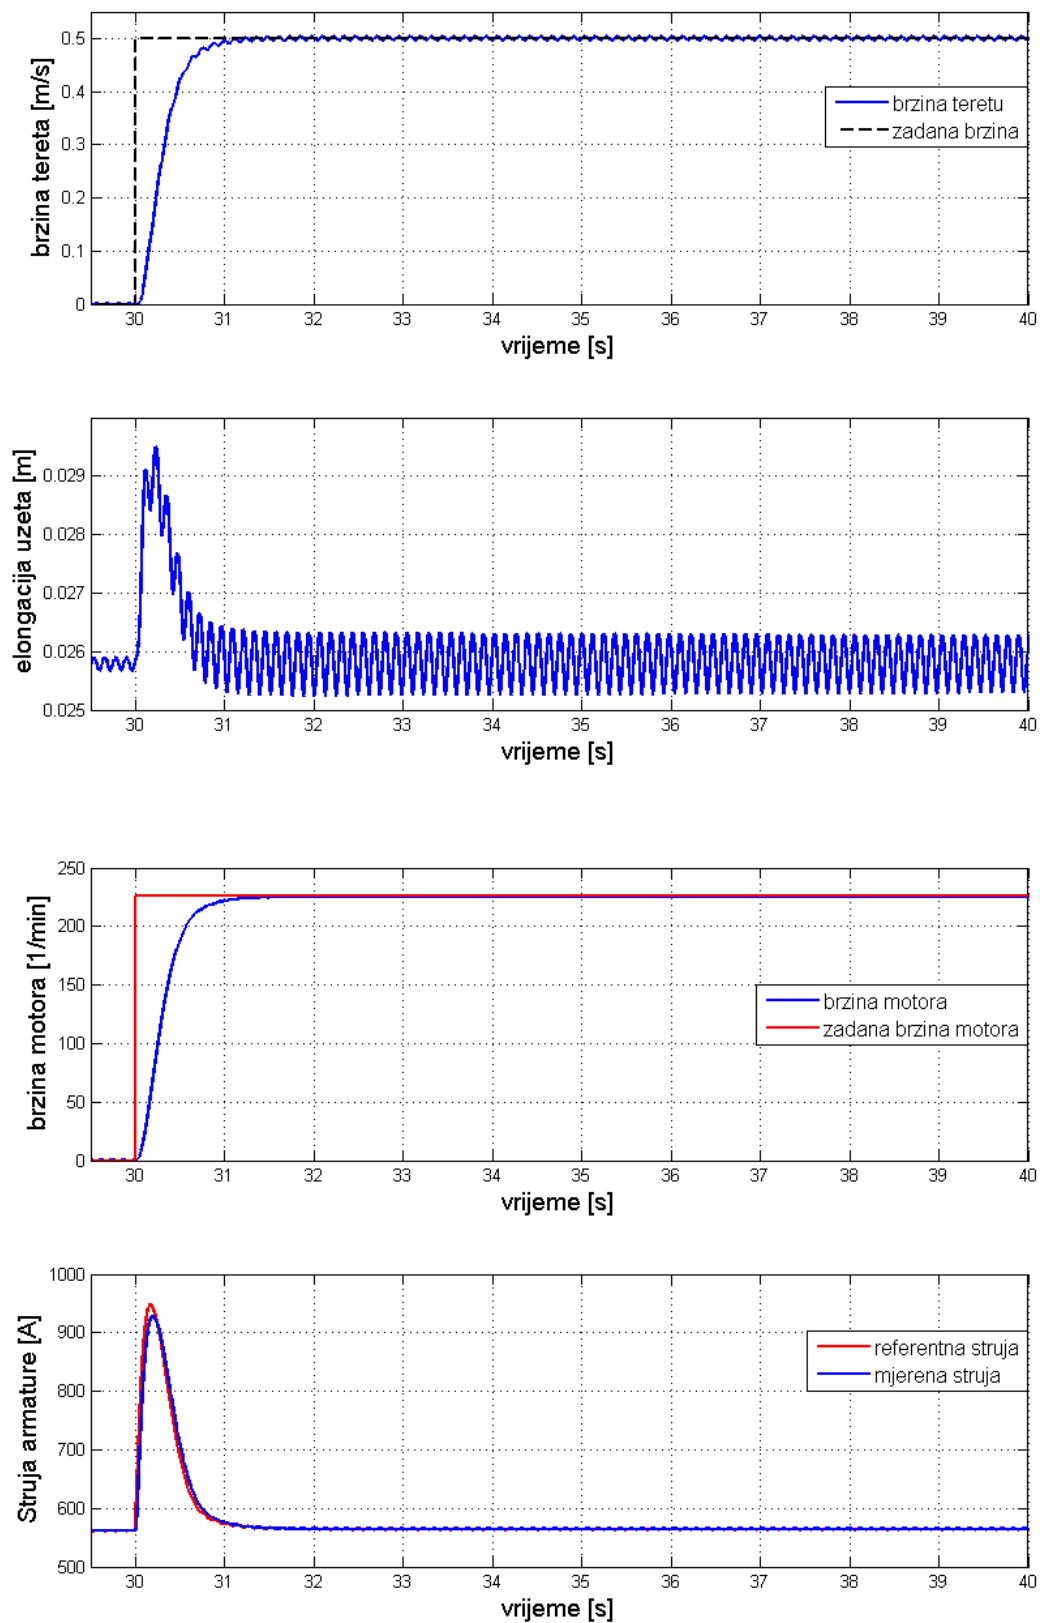 0.5
0.4
0.3
0.2
0.1
0
brzina tereta [m/s]
brzina teretu
zadana brzina
30 31 32 33 34 35 36 37 38 39 40
vrijeme [s]
0.029
0.028
0.027
0.026
0.025
elongacija uzeta [m]
30 31 32 33 34 35 36 37 38 39 40
vrijeme [s]
250
200
150
100
50
0
brzina motora [1/min]
brzina motora
zadana brzina motora
30 31 32 33 34 35 36 37 38 39 40
vrijeme [s]
1000
900
800
700
600
500
Struja armature [A]
referentna struja
mjerena struja
30 31 32 33 34 35 36 37 38 39 40
vrijeme [s]